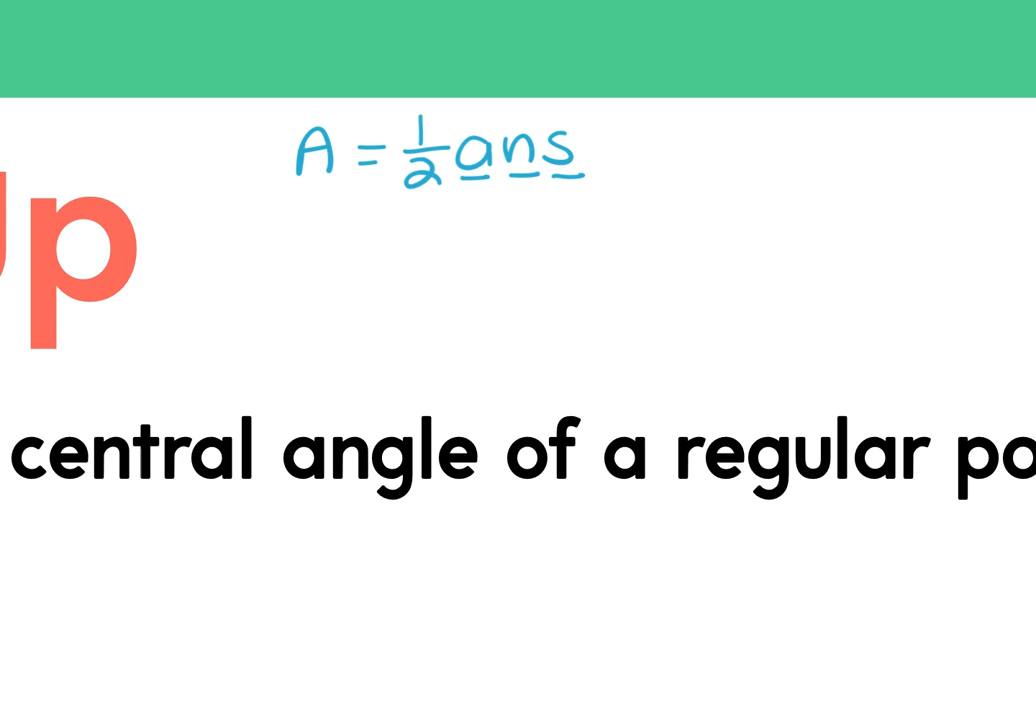 A = 1/2 ans
Up
central angle of a regular po